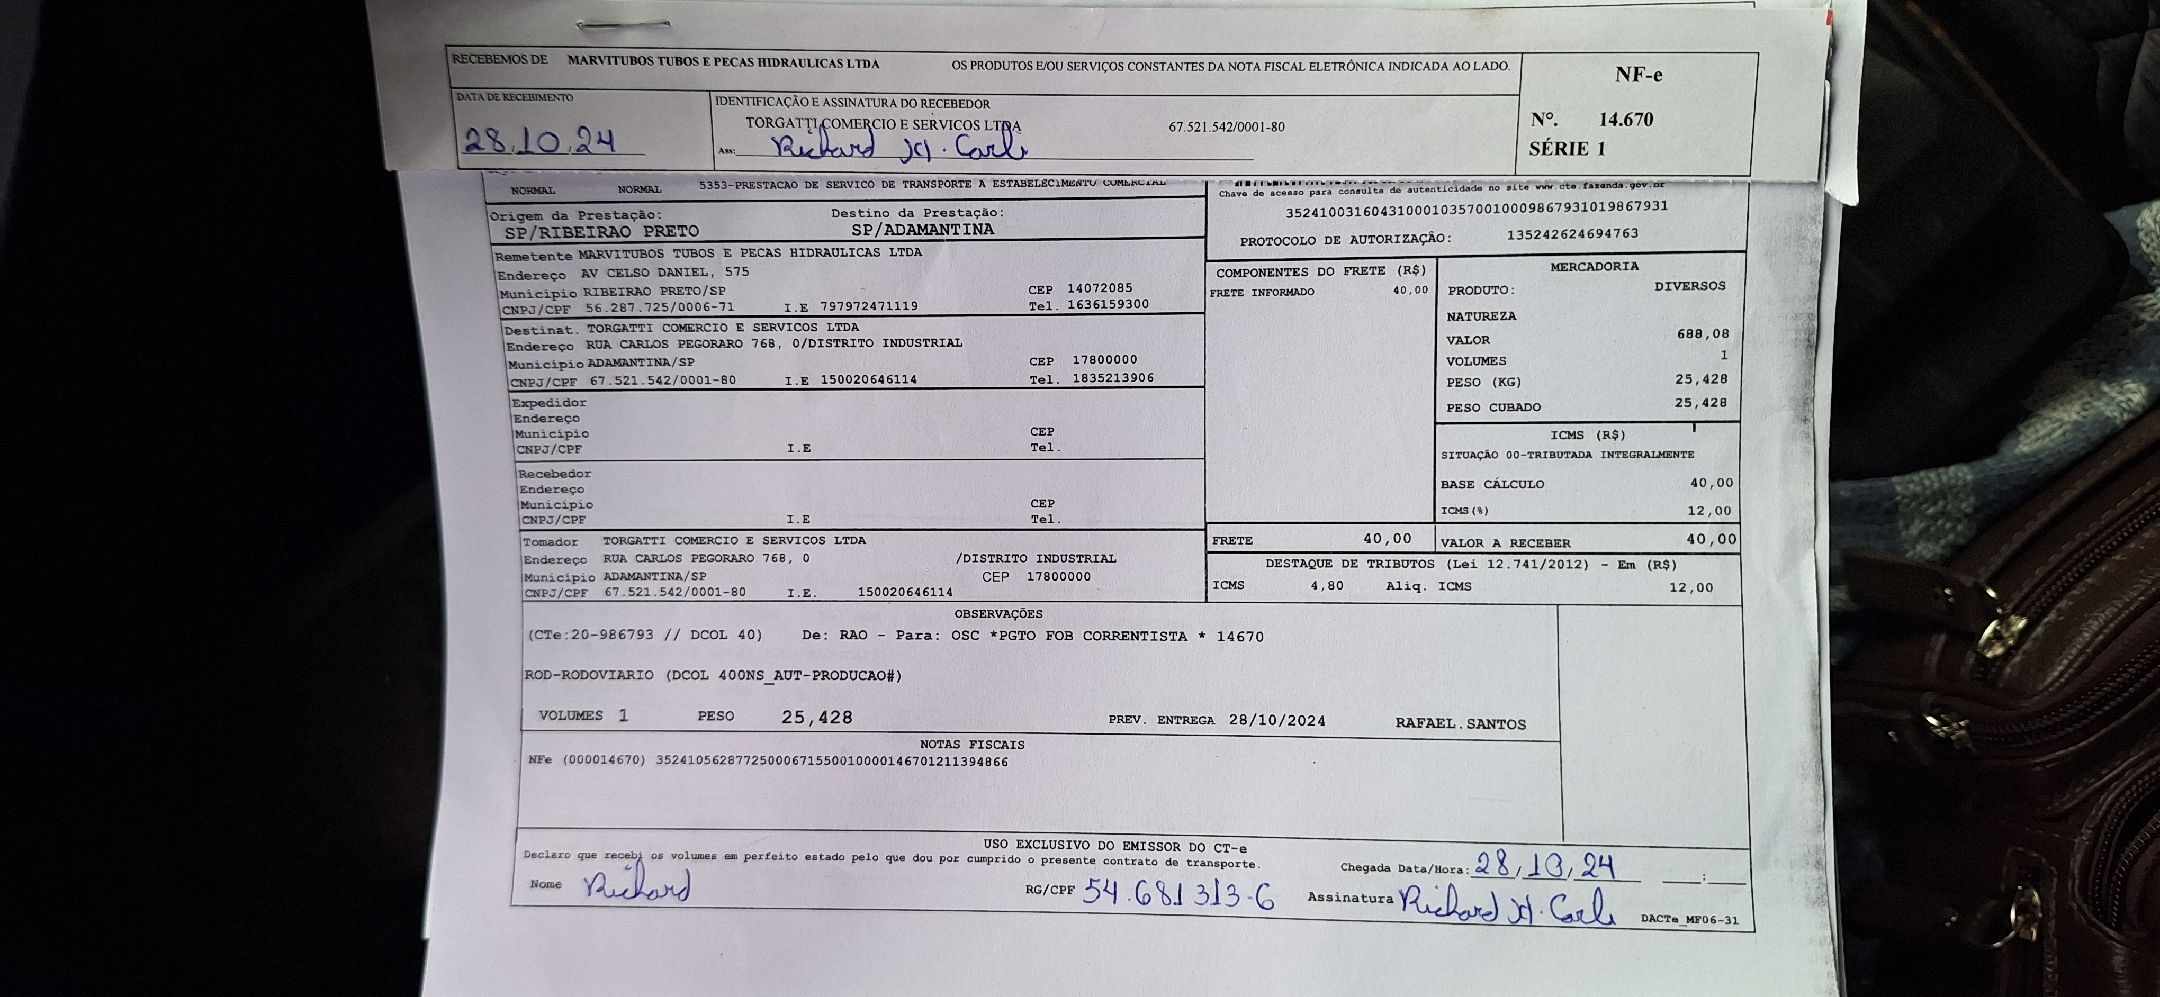 RECEBEMOS DE MARVITUBOS TUBOS E PECAS HIDRAULICAS LTDA OS PRODUTOS E/OU SERVIÇOS CONSTANTES DA NOTA FISCAL ELETRÔNICA INDICADA AO LADO.
NF-e
Nº. 14.670
SÉRIE 1
DATA DE RECEBIMENTO
28.10.24
IDENTIFICAÇÃO E ASSINATURA DO RECEBEDOR
TORGATTI COMERCIO E SERVICOS LTDA 67.521.542/0001-80
Ass: Richard
NORMAL NORMAL 5353-PRESTACAO DE SERVICO DE TRANSPORTE A ESTABELECIMENTO COMERCIAL
Chave de acesso para consulta de autenticidade no site www.cte.fazenda.gov.br
35241003160431000103570010009867931019867931
PROTOCOLO DE AUTORIZAÇÃO: 135242624694763
Origem da Prestação: Destino da Prestação:
SP/RIBEIRAO PRETO SP/ADAMANTINA
Remetente MARVITUBOS TUBOS E PECAS HIDRAULICAS LTDA
Endereço AV CELSO DANIEL, 575
Município RIBEIRAO PRETO/SP CEP 14072085
CNPJ/CPF 56.287.725/0006-71 I.E 797972471119 Tel. 1636159300
Destinat. TORGATTI COMERCIO E SERVICOS LTDA
Endereço RUA CARLOS PEGORARO 768, 0/DISTRITO INDUSTRIAL
Município ADAMANTINA/SP CEP 17800000
CNPJ/CPF 67.521.542/0001-80 I.E 150020646114 Tel. 1835213906
Expedidor
Endereço
Município CEP
CNPJ/CPF I.E Tel.
Recebedor
Endereço
Município CEP
CNPJ/CPF I.E Tel.
Tomador TORGATTI COMERCIO E SERVICOS LTDA
Endereço RUA CARLOS PEGORARO 768, 0 /DISTRITO INDUSTRIAL
Município ADAMANTINA/SP CEP 17800000
CNPJ/CPF 67.521.542/0001-80 I.E. 150020646114
COMPONENTES DO FRETE (R$)
FRETE INFORMADO 40,00
MERCADORIA
PRODUTO: DIVERSOS
NATUREZA
VALOR 688,08
VOLUMES 1
PESO (KG) 25,428
PESO CUBADO 25,428
ICMS (R$)
SITUAÇÃO 00-TRIBUTADA INTEGRALMENTE
BASE CÁLCULO 40,00
ICMS(%) 12,00
FRETE 40,00 VALOR A RECEBER 40,00
DESTAQUE DE TRIBUTOS (Lei 12.741/2012) - Em (R$)
ICMS 4,80 Aliq. ICMS 12,00
OBSERVAÇÕES
(CTe:20-986793 // DCOL 40) De: RAO - Para: OSC *PGTO FOB CORRENTISTA * 14670
ROD-RODOVIARIO (DCOL 400NS_AUT-PRODUCAO#)
VOLUMES 1 PESO 25,428 PREV. ENTREGA 28/10/2024 RAFAEL.SANTOS
NOTAS FISCAIS
NFe (000014670) 35241056287725000671550010000146701211394866
USO EXCLUSIVO DO EMISSOR DO CT-e
Declaro que recebi os volumes em perfeito estado pelo que dou por cumprido o presente contrato de transporte. Chegada Data/Hora: 28/10/24 __:__
Nome Richard RG/CPF 54.681313-6 Assinatura Richard DACTe_MF06-31